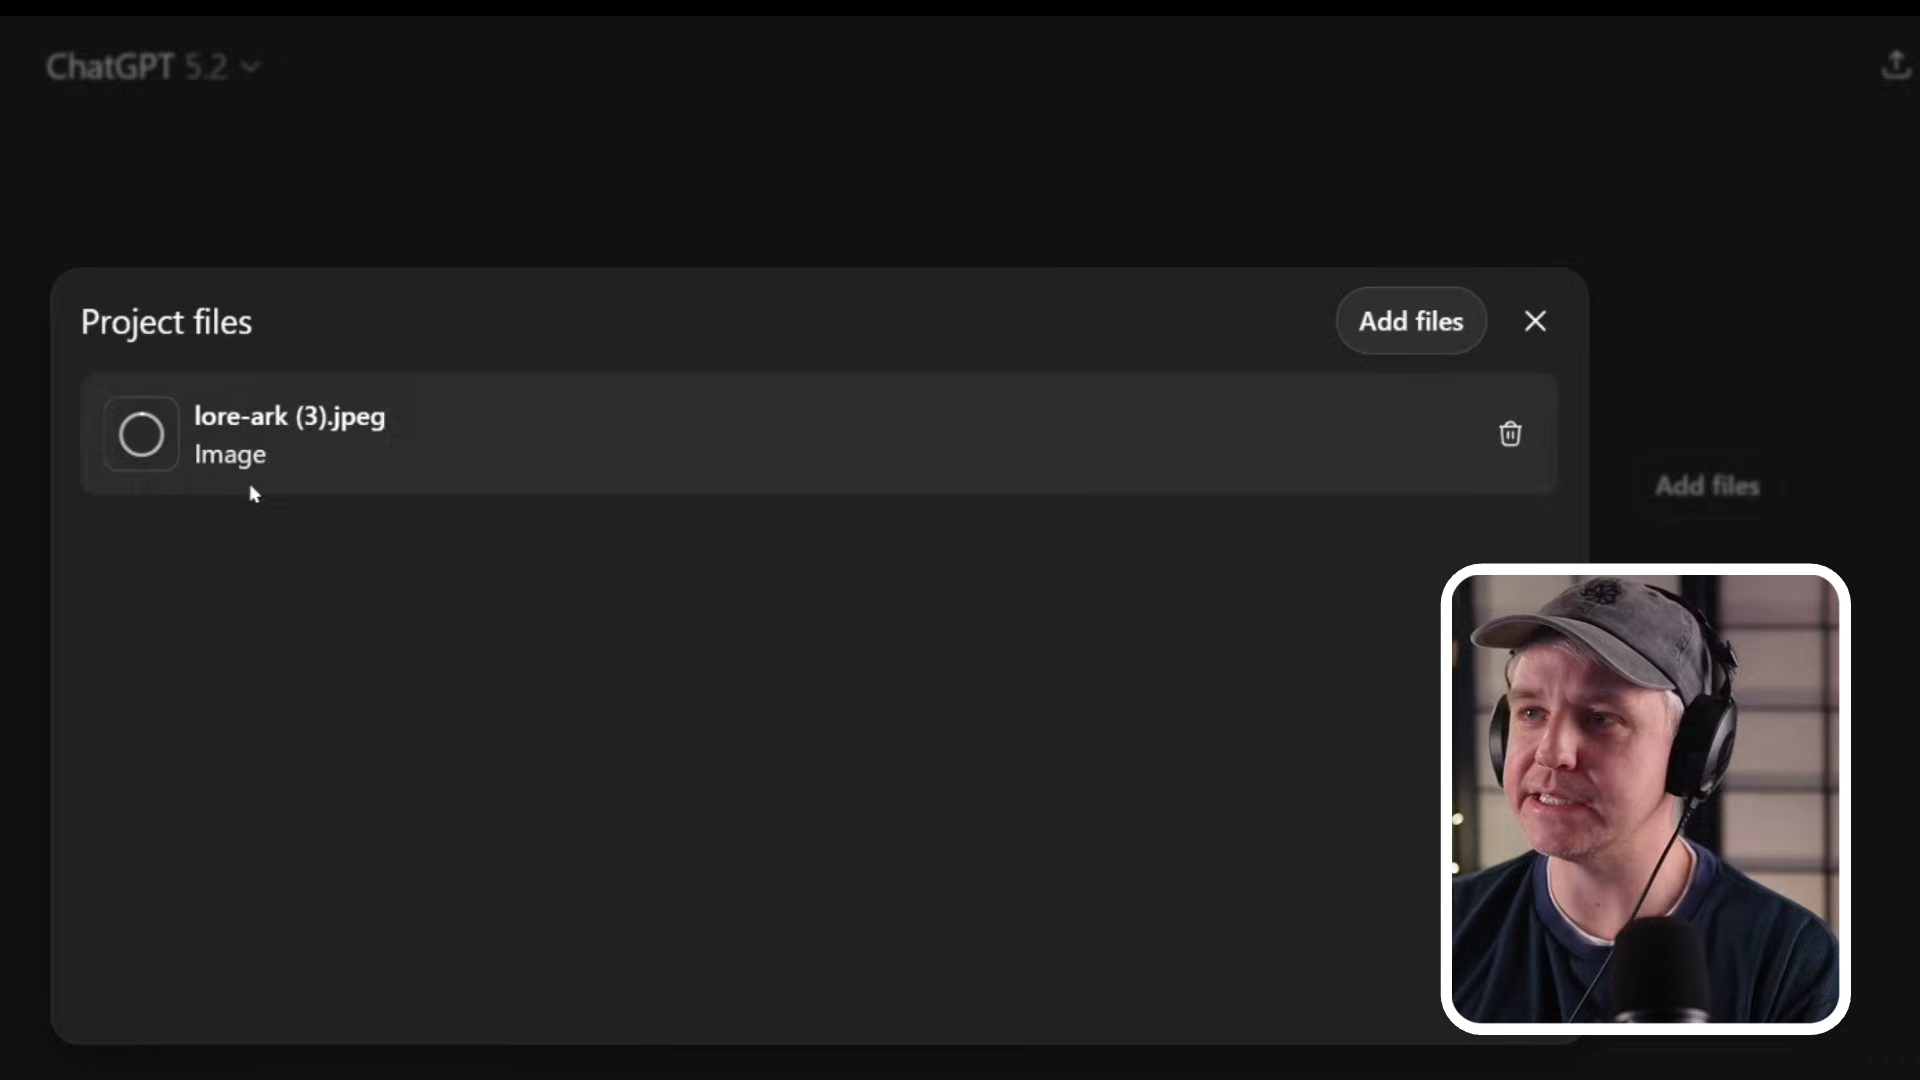 ChatGPT 5.2
Project files
Add files
lore-ark (3).jpeg
Image
Add files